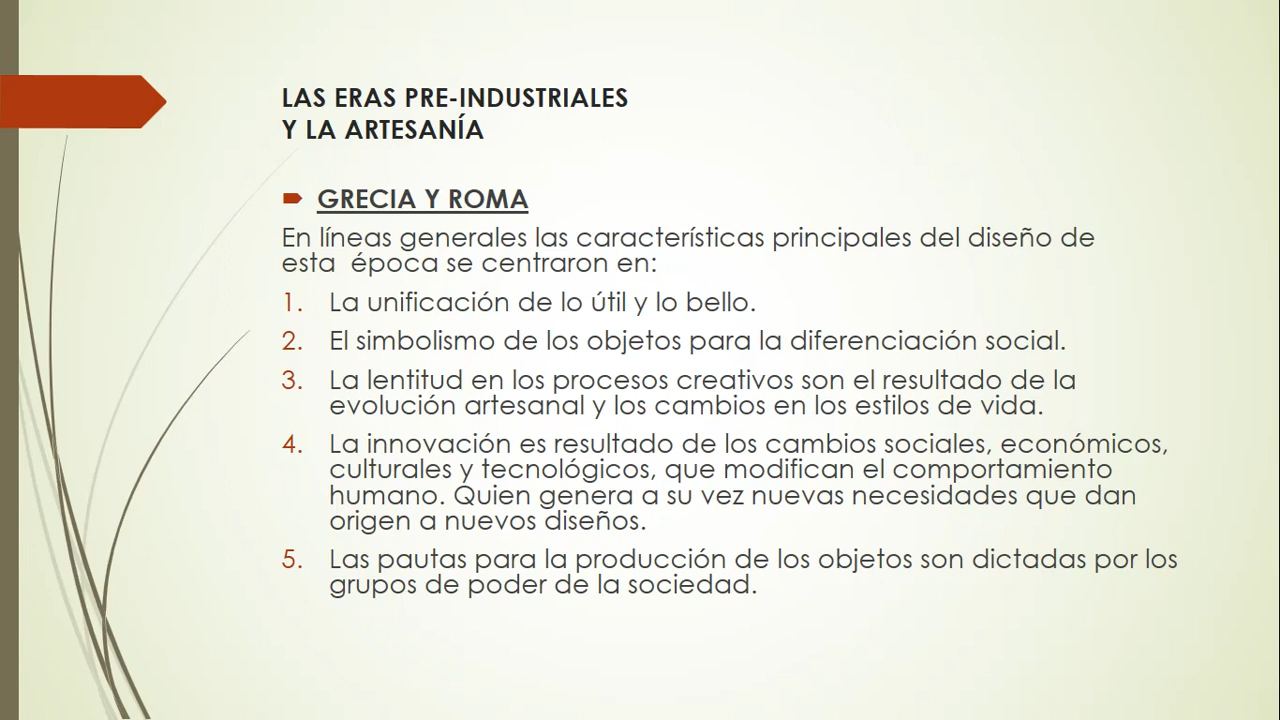 LAS ERAS PRE-INDUSTRIALES
Y LA ARTESANÍA
GRECIA Y ROMA
En líneas generales las características principales del diseño de
esta  época se centraron en:
1. La unificación de lo útil y lo bello.
2. El simbolismo de los objetos para la diferenciación social.
3. La lentitud en los procesos creativos son el resultado de la
evolución artesanal y los cambios en los estilos de vida.
4. La innovación es resultado de los cambios sociales, económicos,
culturales y tecnológicos, que modifican el comportamiento
humano. Quien genera a su vez nuevas necesidades que dan
origen a nuevos diseños.
5. Las pautas para la producción de los objetos son dictadas por los
grupos de poder de la sociedad.